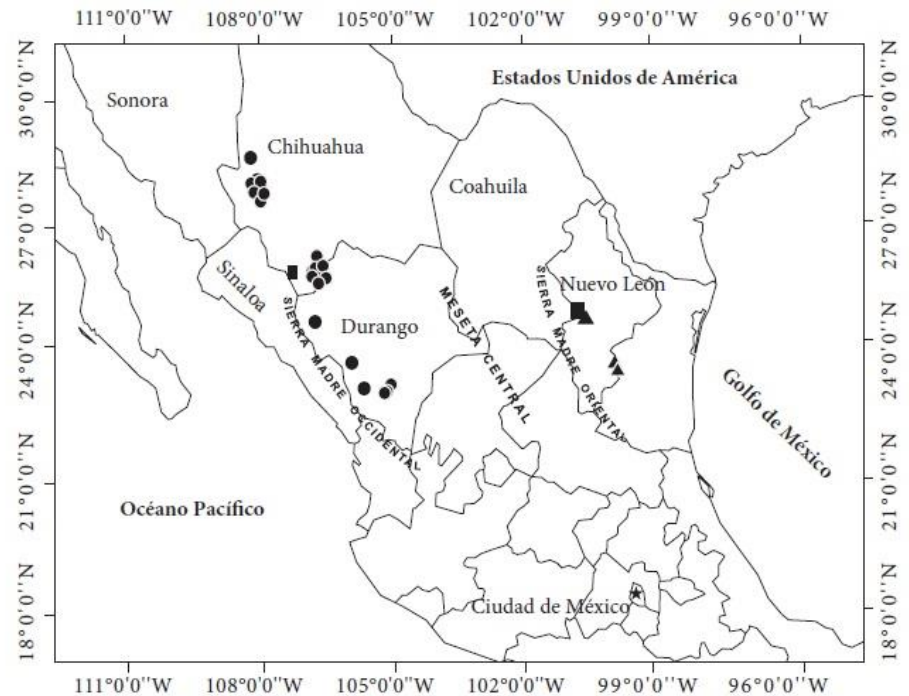 111°0'0"W 108°0'0"W 105°0'0"W 102°0'0"W 99°0'0"W 96°0'0"W
30°0'0"N
27°0'0"N
24°0'0"N
21°0'0"N
18°0'0"N
Estados Unidos de América
Sonora
Chihuahua
Coahuila
Sinaloa
Nuevo León
Durango
SIERRA MADRE OCCIDENTAL
MESETA CENTRAL
SIERRA MADRE ORIENTAL
Golfo de México
Océano Pacífico
Ciudad de México
30°0'0"N
27°0'0"N
24°0'0"N
21°0'0"N
18°0'0"N
111°0'0"W 108°0'0"W 105°0'0"W 102°0'0"W 99°0'0"W 96°0'0"W